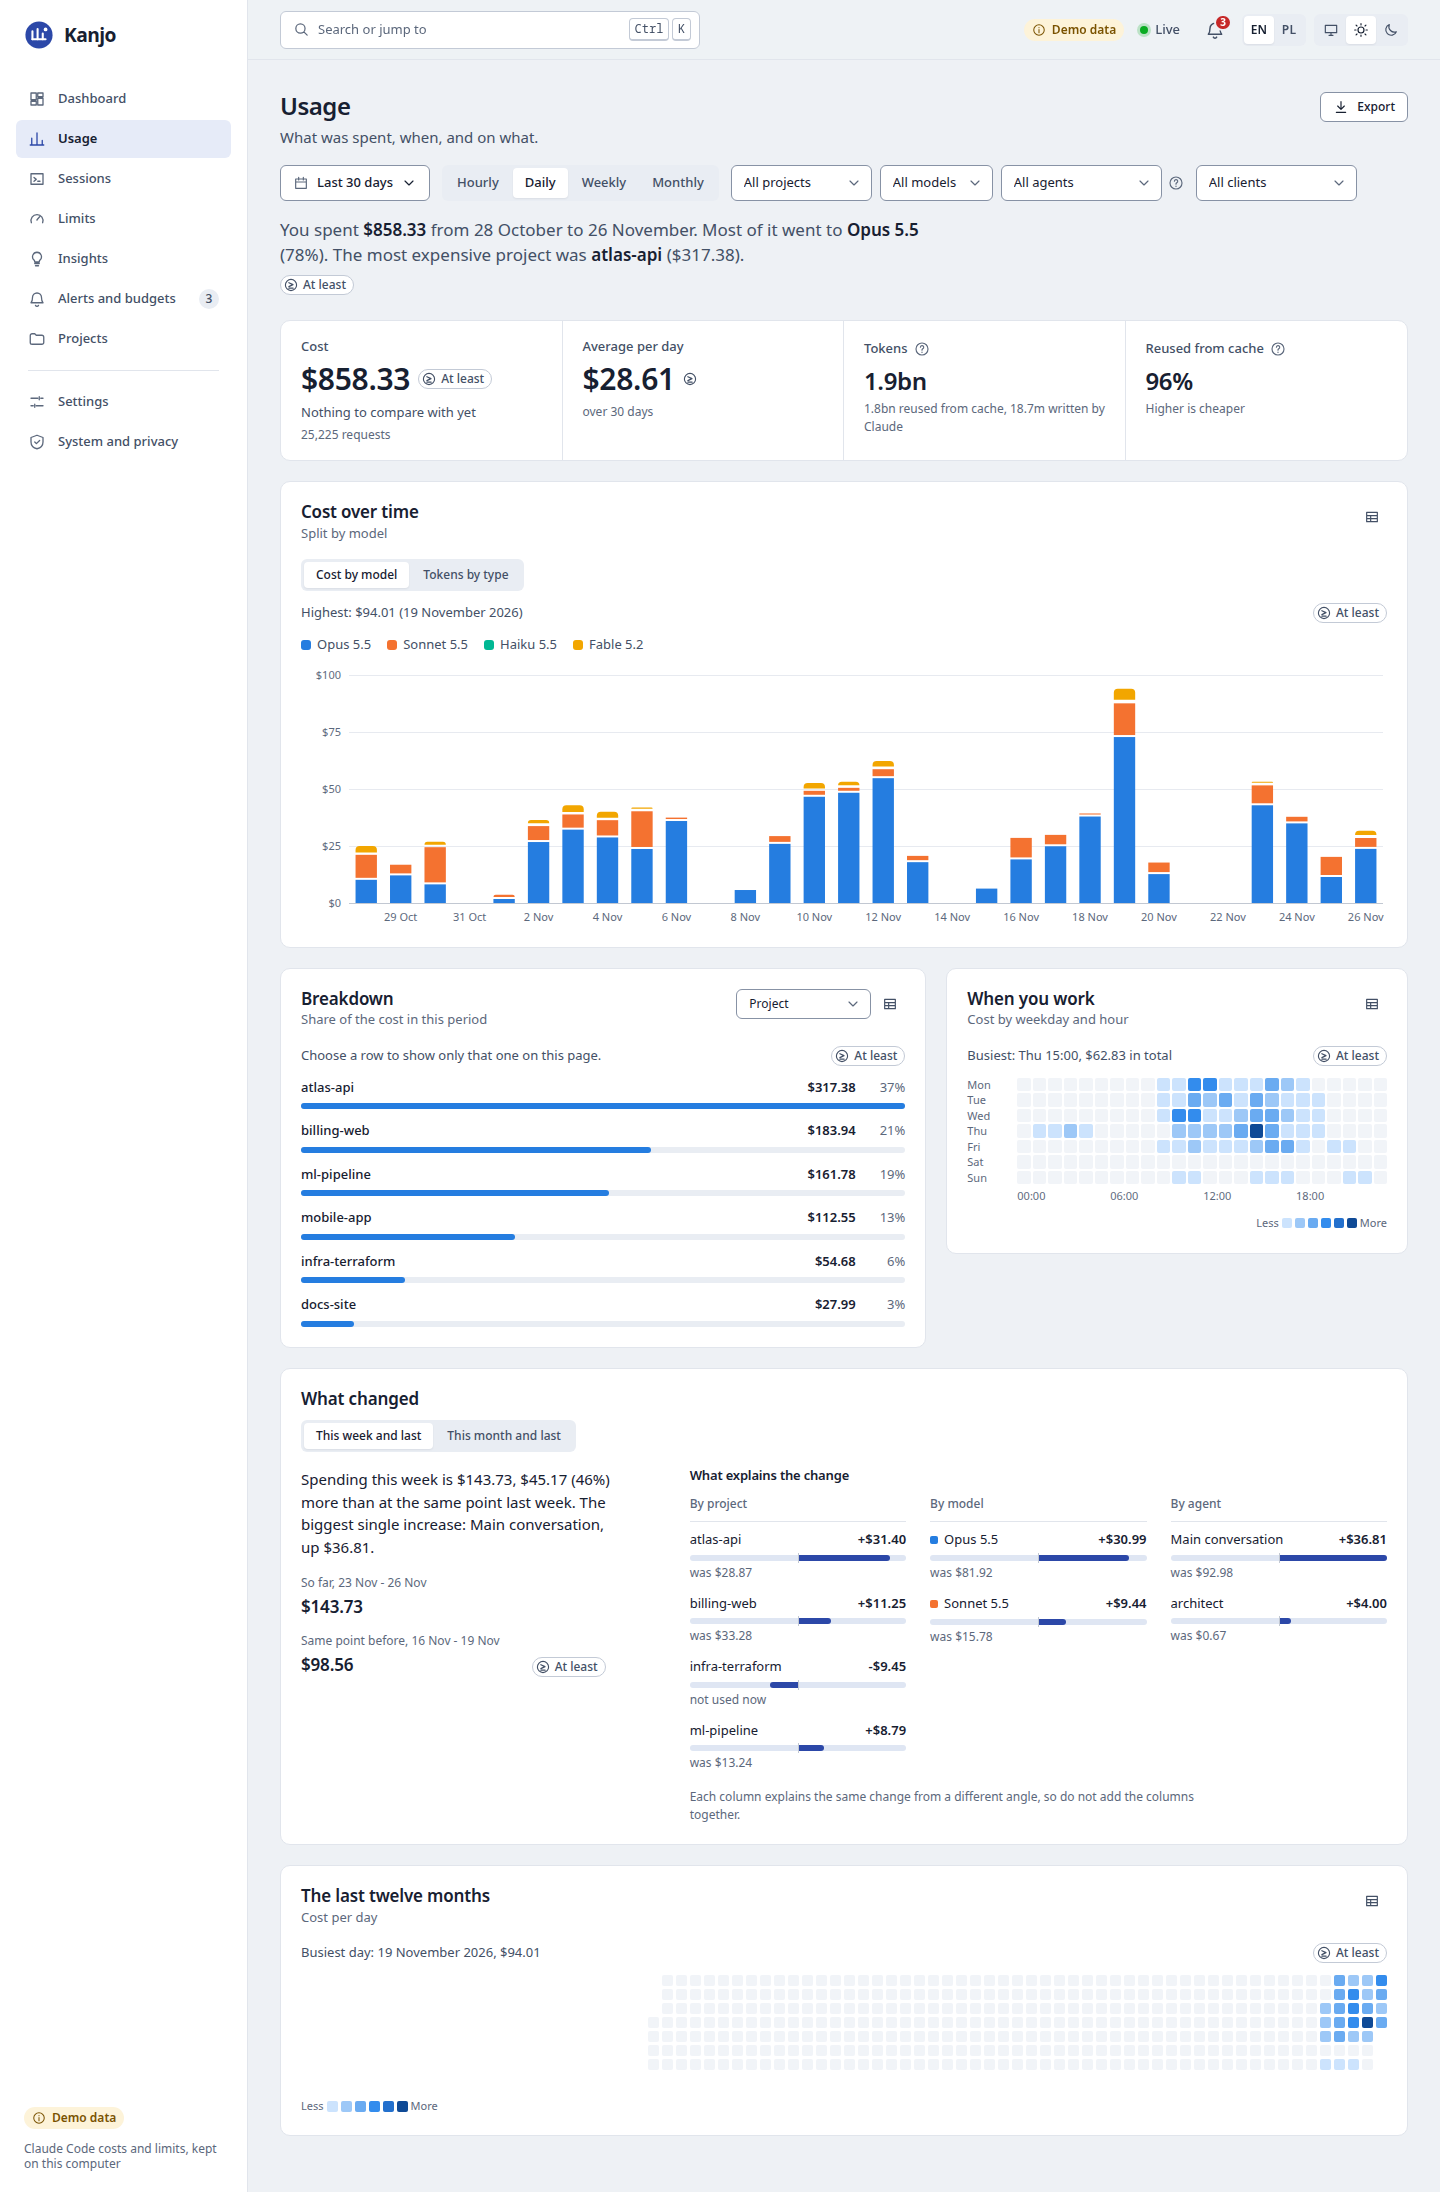 Kanjo
Dashboard
Usage
Sessions
Limits
Insights
Alerts and budgets 3
Projects
Settings
System and privacy
Demo data
Claude Code costs and limits, kept
on this computer
Search or jump to Ctrl K
Demo data Live 3 EN PL
Usage
Export
What was spent, when, and on what.
Last 30 days Hourly Daily Weekly Monthly All projects All models All agents All clients
You spent $858.33 from 28 October to 26 November. Most of it went to Opus 5.5
(78%). The most expensive project was atlas-api ($317.38).
At least
Cost
$858.33 At least
Nothing to compare with yet
25,225 requests
Average per day
$28.61
over 30 days
Tokens
1.9bn
1.8bn reused from cache, 18.7m written by
Claude
Reused from cache
96%
Higher is cheaper
Cost over time
Split by model
Cost by model Tokens by type
Highest: $94.01 (19 November 2026) At least
Opus 5.5 Sonnet 5.5 Haiku 5.5 Fable 5.2
$100
$75
$50
$25
$0
29 Oct 31 Oct 2 Nov 4 Nov 6 Nov 8 Nov 10 Nov 12 Nov 14 Nov 16 Nov 18 Nov 20 Nov 22 Nov 24 Nov 26 Nov
Breakdown
Share of the cost in this period
Project
Choose a row to show only that one on this page. At least
atlas-api $317.38 37%
billing-web $183.94 21%
ml-pipeline $161.78 19%
mobile-app $112.55 13%
infra-terraform $54.68 6%
docs-site $27.99 3%
When you work
Cost by weekday and hour
Busiest: Thu 15:00, $62.83 in total At least
Mon
Tue
Wed
Thu
Fri
Sat
Sun
00:00 06:00 12:00 18:00
Less More
What changed
This week and last This month and last
Spending this week is $143.73, $45.17 (46%)
more than at the same point last week. The
biggest single increase: Main conversation,
up $36.81.
So far, 23 Nov - 26 Nov
$143.73
Same point before, 16 Nov - 19 Nov
$98.56 At least
What explains the change
By project
atlas-api +$31.40
was $28.87
billing-web +$11.25
was $33.28
infra-terraform -$9.45
not used now
ml-pipeline +$8.79
was $13.24
By model
Opus 5.5 +$30.99
was $81.92
Sonnet 5.5 +$9.44
was $15.78
By agent
Main conversation +$36.81
was $92.98
architect +$4.00
was $0.67
Each column explains the same change from a different angle, so do not add the columns
together.
The last twelve months
Cost per day
Busiest day: 19 November 2026, $94.01 At least
Less More